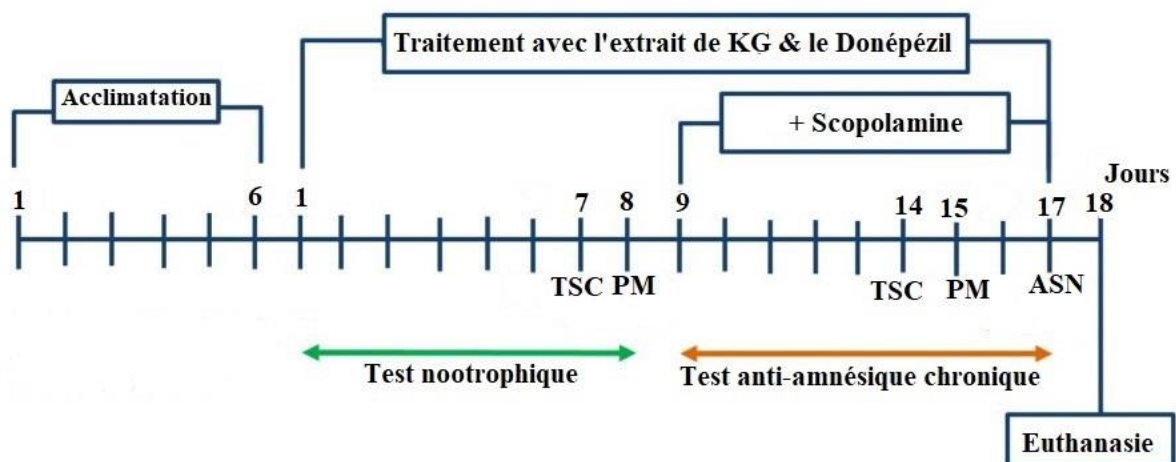 Traitement avec l'extrait de KG & le Donépézil
Acclimatation
+ Scopolamine
Jours
1 6 1 7 8 9 14 15 17 18
TSC PM TSC PM ASN
Test nootrophique
Test anti-amnésique chronique
Euthanasie